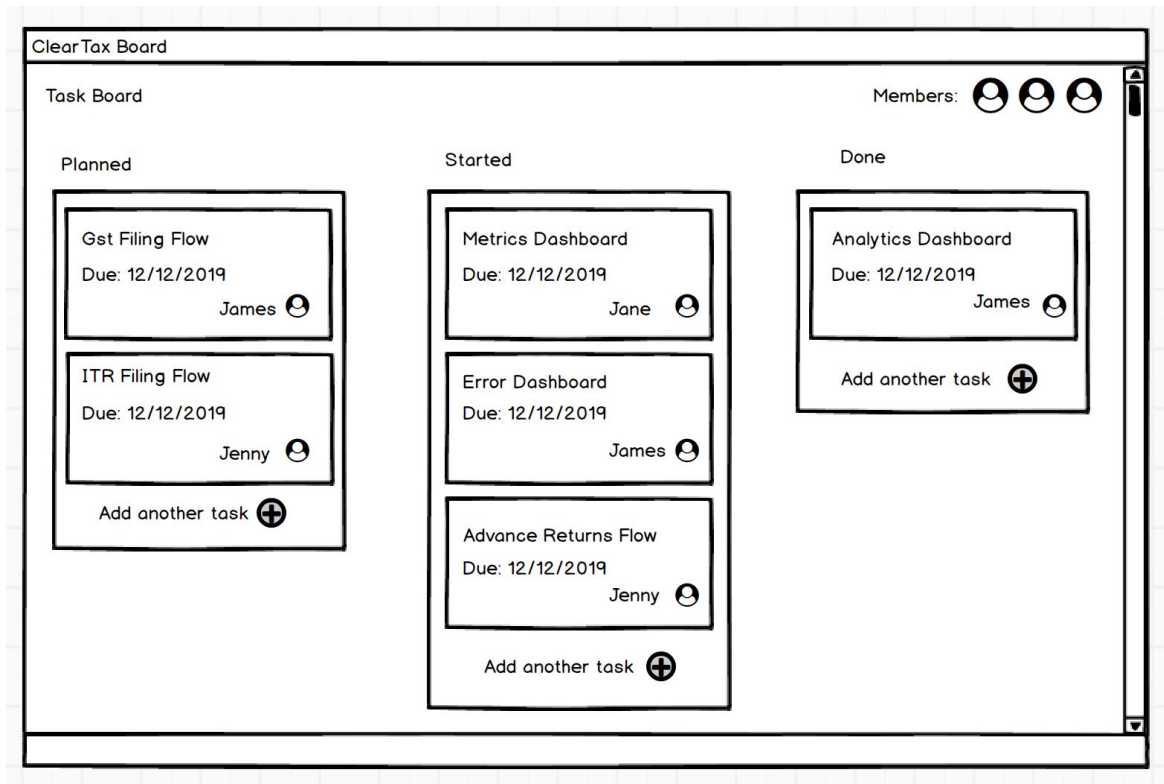 ClearTax Board
Task Board
Members:
Planned
Gst Filing Flow
Due: 12/12/2019
James
ITR Filing Flow
Due: 12/12/2019
Jenny
Add another task
Started
Metrics Dashboard
Due: 12/12/2019
Jane
Error Dashboard
Due: 12/12/2019
James
Advance Returns Flow
Due: 12/12/2019
Jenny
Add another task
Done
Analytics Dashboard
Due: 12/12/2019
James
Add another task